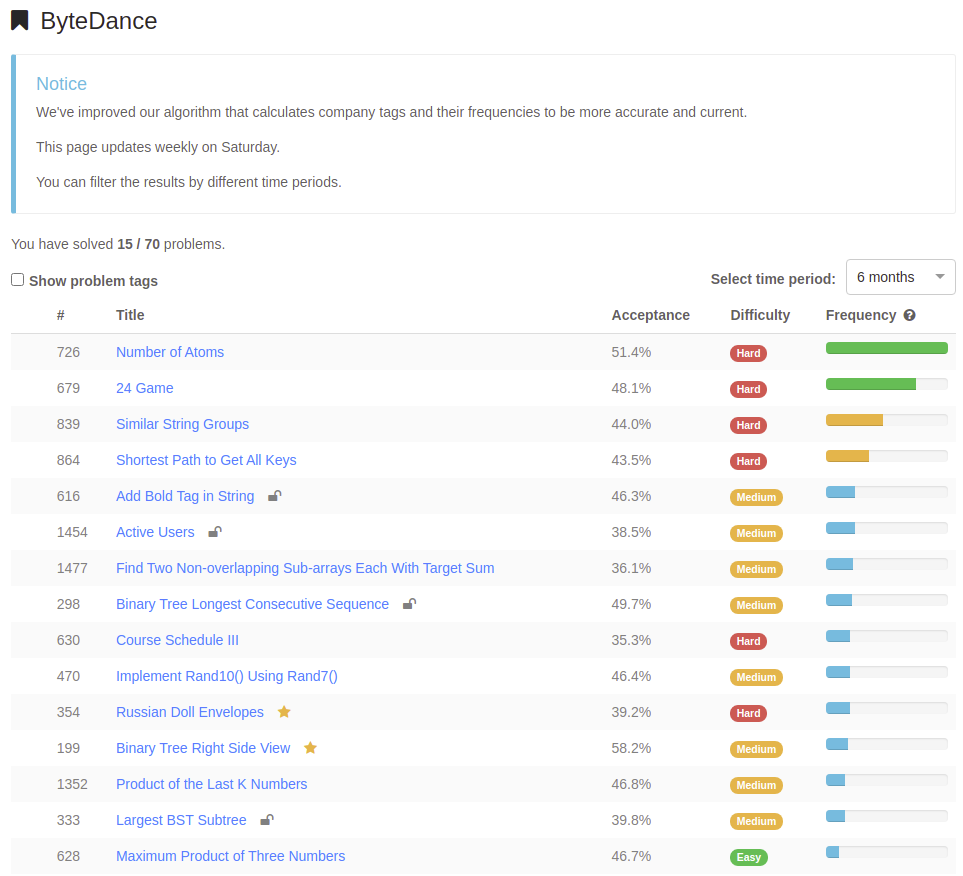 ByteDance
Notice
We've improved our algorithm that calculates company tags and their frequencies to be more accurate and current.
This page updates weekly on Saturday.
You can filter the results by different time periods.
You have solved 15 / 70 problems.
Show problem tags Select time period: 6 months
# Title Acceptance Difficulty Frequency ?
726 Number of Atoms 51.4% Hard
679 24 Game 48.1% Hard
839 Similar String Groups 44.0% Hard
864 Shortest Path to Get All Keys 43.5% Hard
616 Add Bold Tag in String 46.3% Medium
1454 Active Users 38.5% Medium
1477 Find Two Non-overlapping Sub-arrays Each With Target Sum 36.1% Medium
298 Binary Tree Longest Consecutive Sequence 49.7% Medium
630 Course Schedule III 35.3% Hard
470 Implement Rand10() Using Rand7() 46.4% Medium
354 Russian Doll Envelopes 39.2% Hard
199 Binary Tree Right Side View 58.2% Medium
1352 Product of the Last K Numbers 46.8% Medium
333 Largest BST Subtree 39.8% Medium
628 Maximum Product of Three Numbers 46.7% Easy